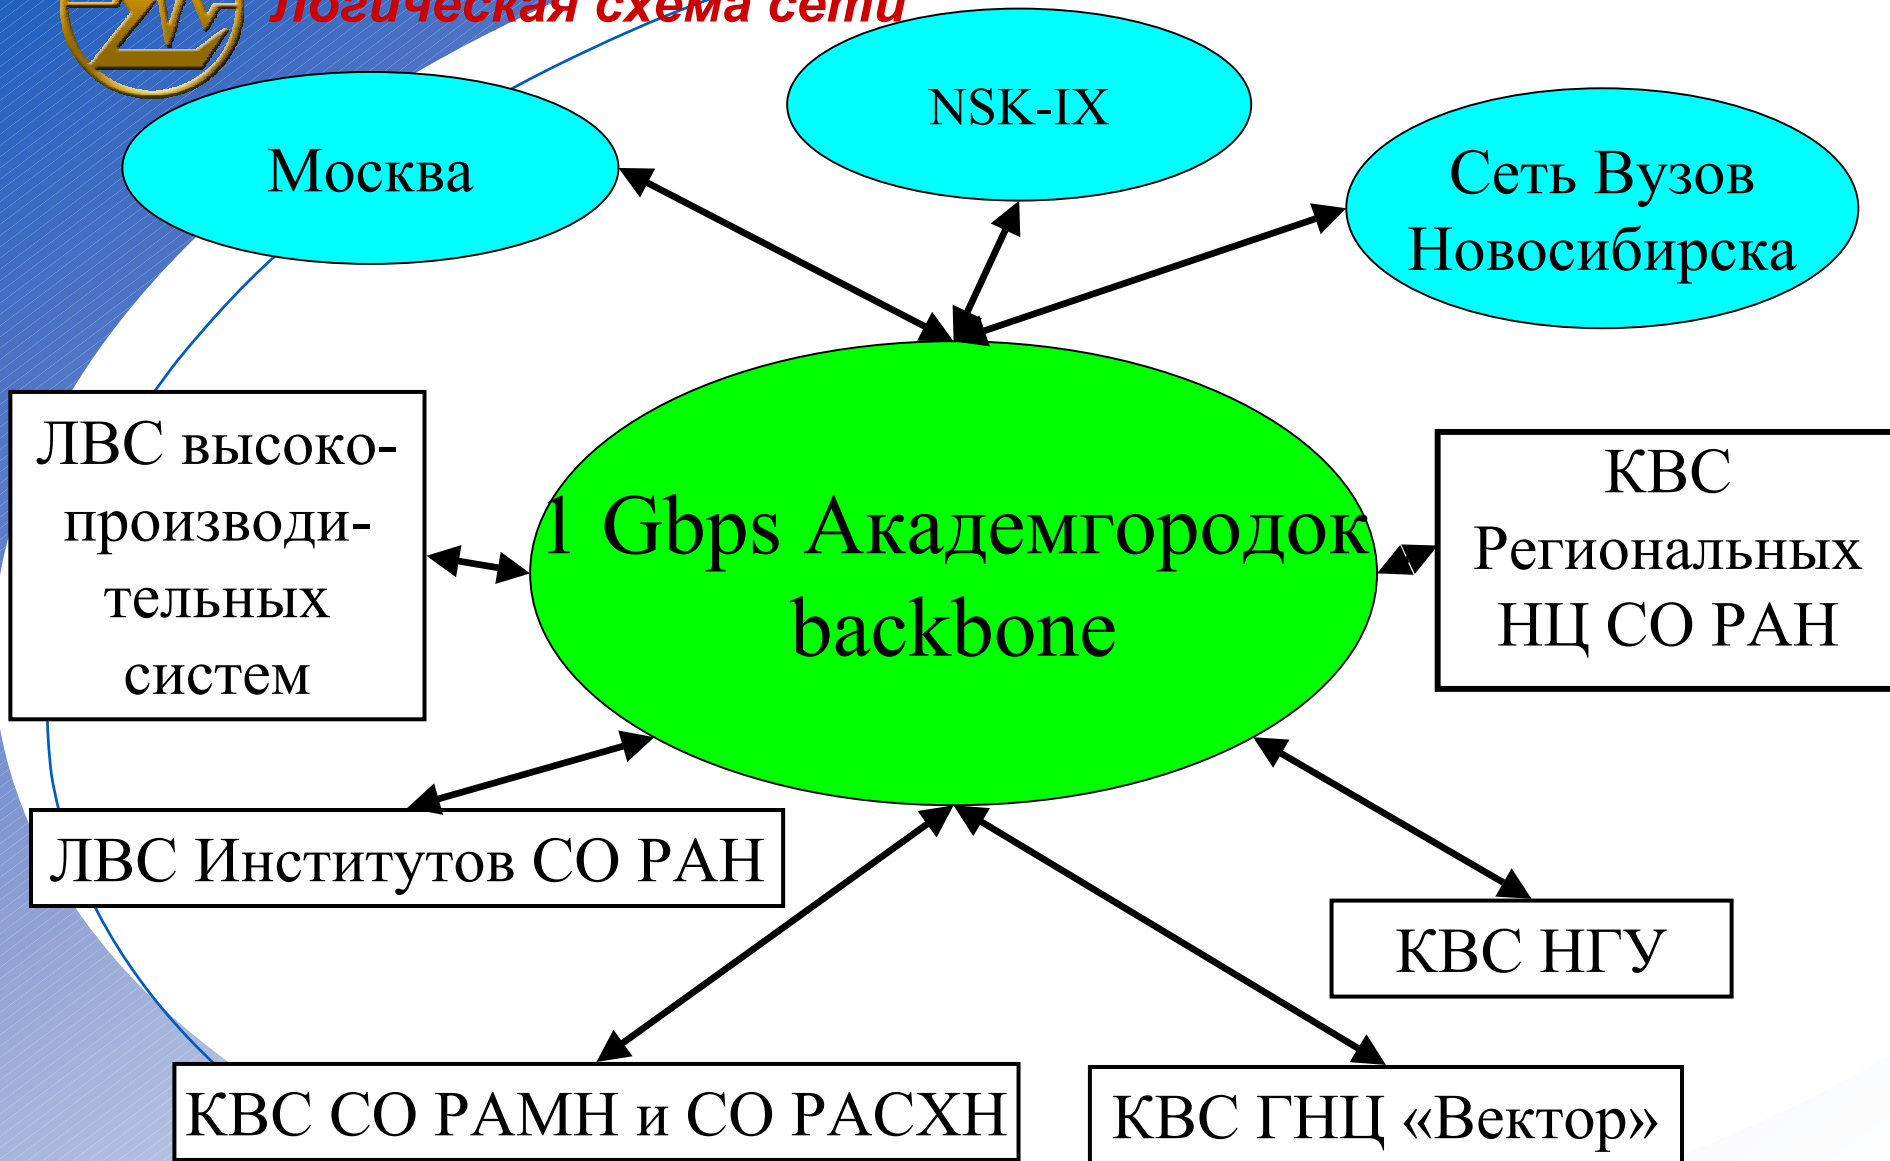 Логическая схема сети
NSK-IX
Москва
Сеть Вузов
Новосибирска
ЛВС высоко-
производи-
тельных
систем
1 Gbps Академгородок
backbone
КВС
Региональных
НЦ СО РАН
ЛВС Институтов СО РАН
КВС НГУ
КВС СО РАМН и СО РАСХН
КВС ГНЦ «Вектор»